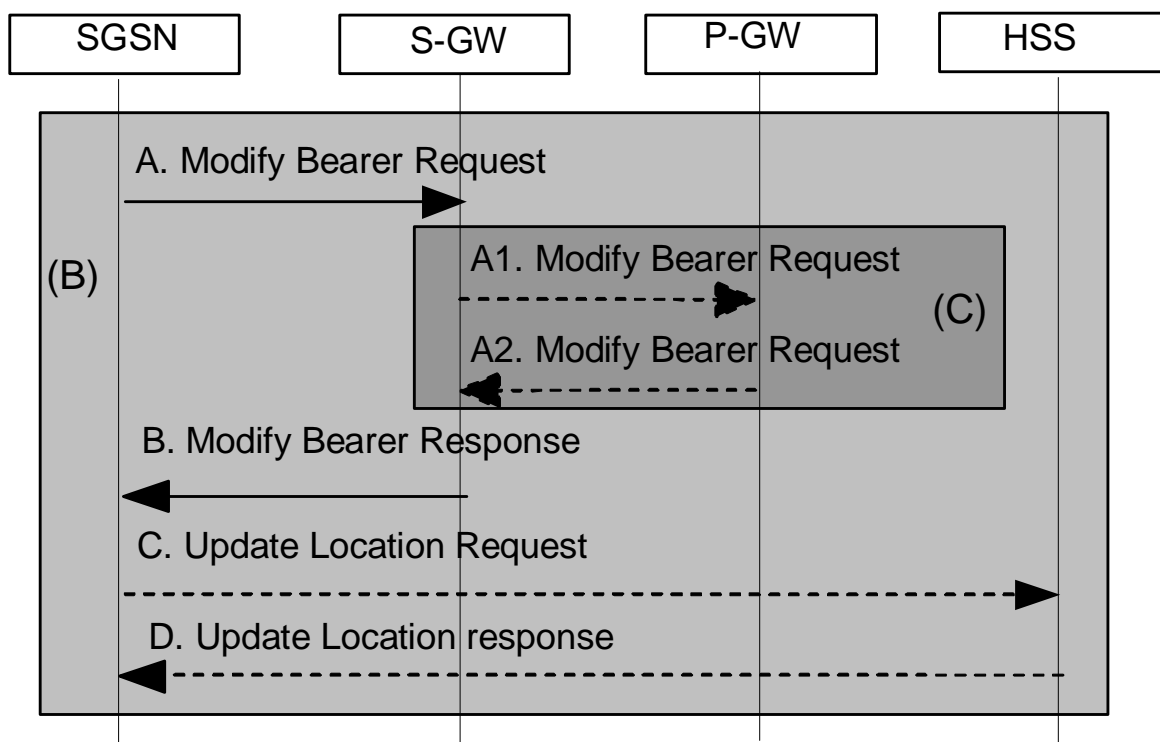 SGSN S-GW P-GW HSS
A. Modify Bearer Request
A1. Modify Bearer Request
(B)
(C)
A2. Modify Bearer Request
B. Modify Bearer Response
C. Update Location Request
D. Update Location response